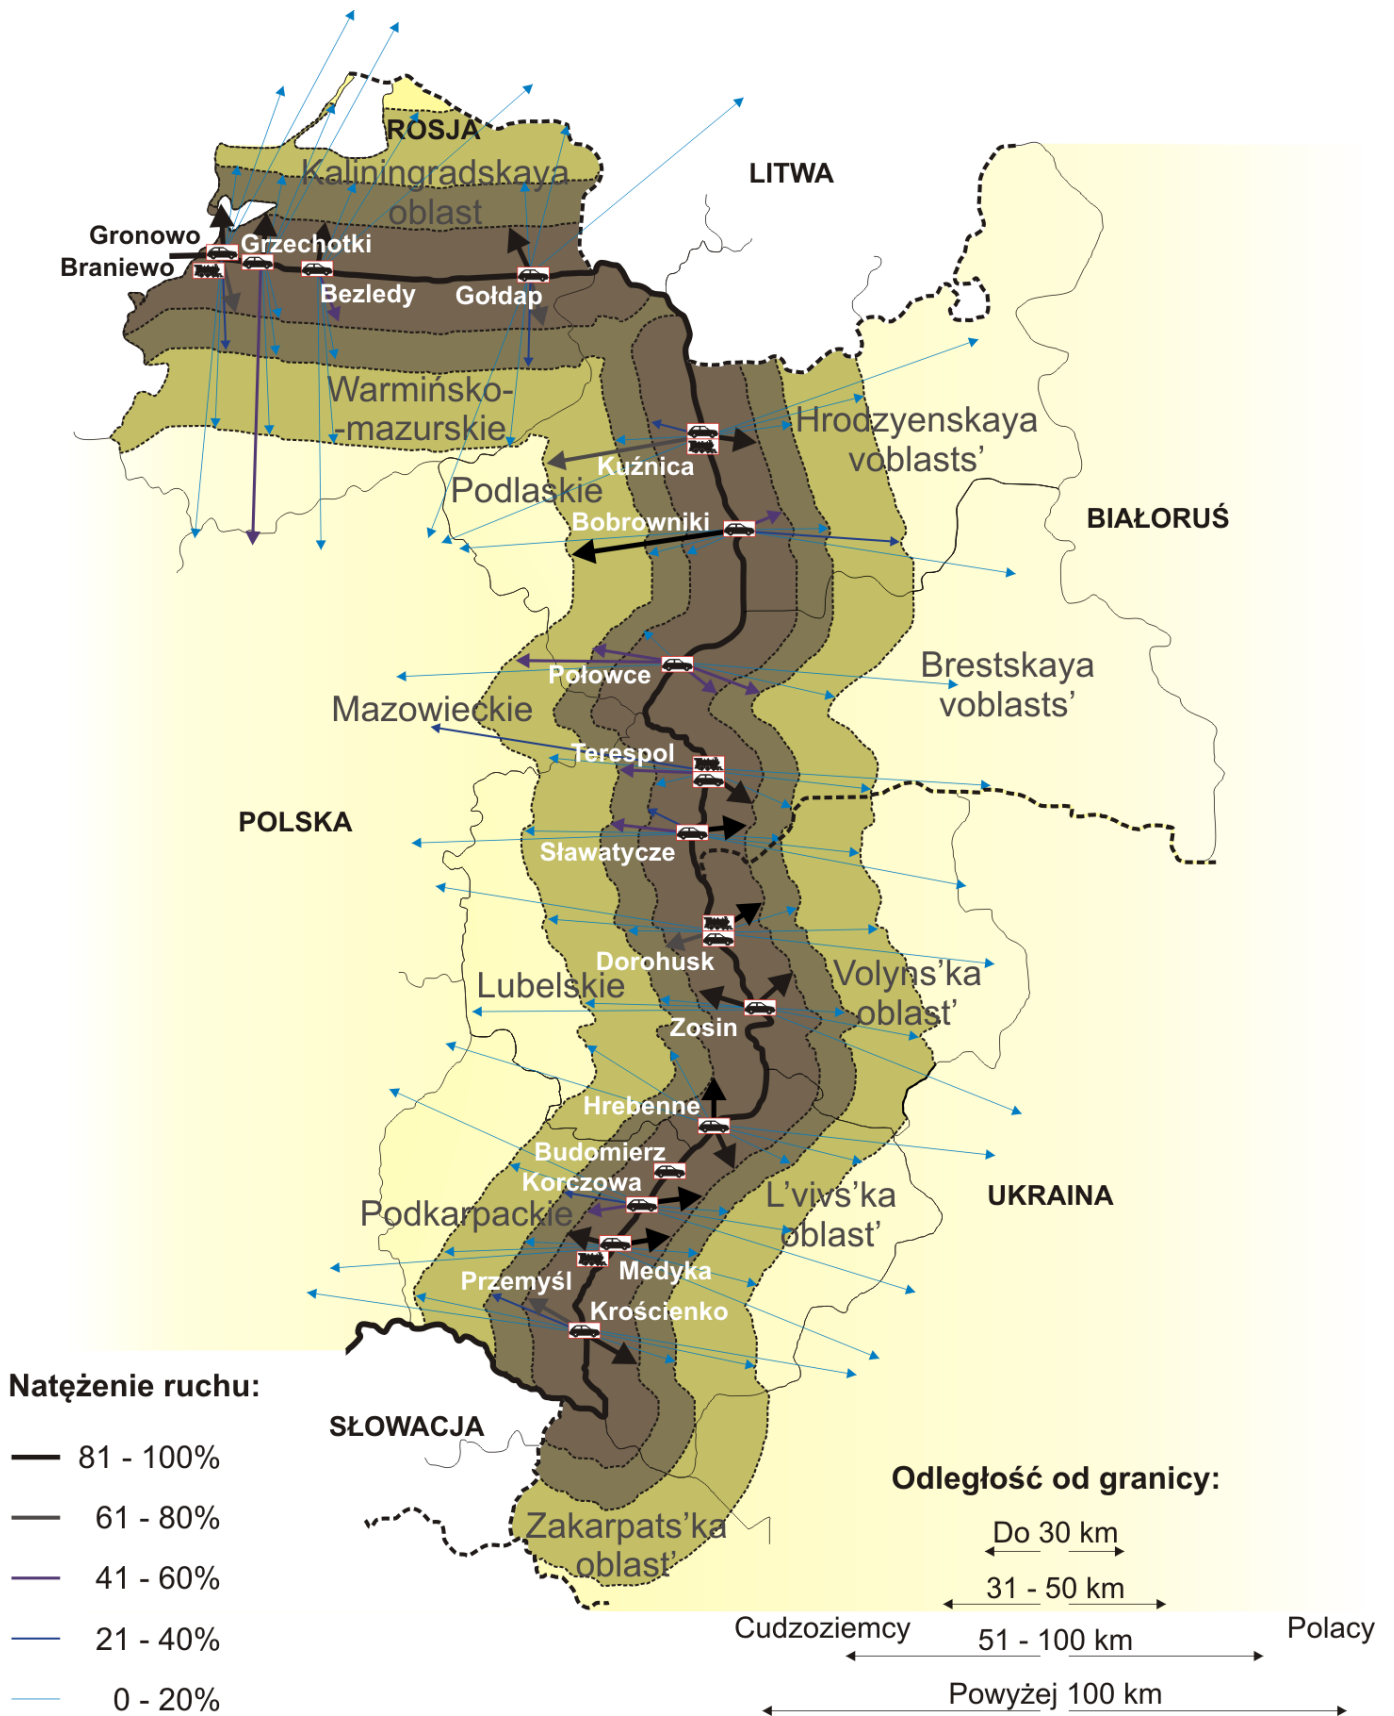 ROSJA
Kaliningradskaya
oblast
LITWA
Gronowo
Grzechotki
Braniewo
Bezledy
Gołdap
Warmińsko-
-mazurskie
Hrodzyenskaya
voblasts’
Kuźnica
Podlaskie
Bobrowniki
BIAŁORUŚ
Brestskaya
voblasts’
Połowce
Mazowieckie
Terespol
POLSKA
Sławatycze
Dorohusk
Volyns’ka
oblast’
Lubelskie
Zosin
Hrebenne
Budomierz
Korczowa
L’vivs’ka
oblast’
UKRAINA
Podkarpackie
Medyka
Przemyśl
Krościenko
Natężenie ruchu:
81 - 100%
61 - 80%
41 - 60%
21 - 40%
0 - 20%
SŁOWACJA
Zakarpats’ka
oblast’
Odległość od granicy:
Do 30 km
31 - 50 km
Cudzoziemcy
Polacy
51 - 100 km
Powyżej 100 km